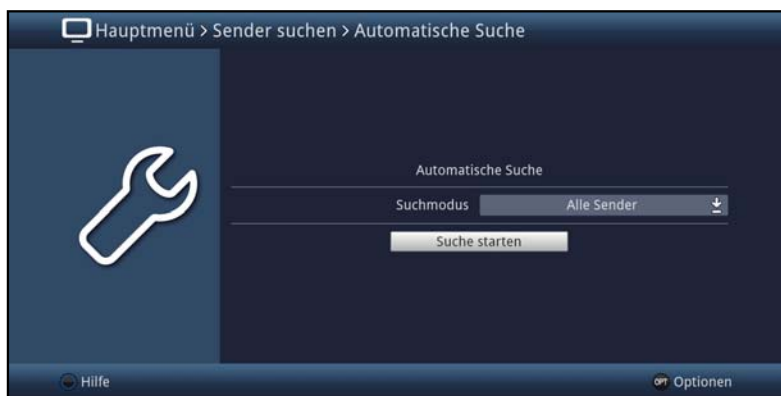 Hauptmenü > Sender suchen > Automatische Suche
Automatische Suche
Suchmodus Alle Sender
Suche starten
Hilfe OPT Optionen